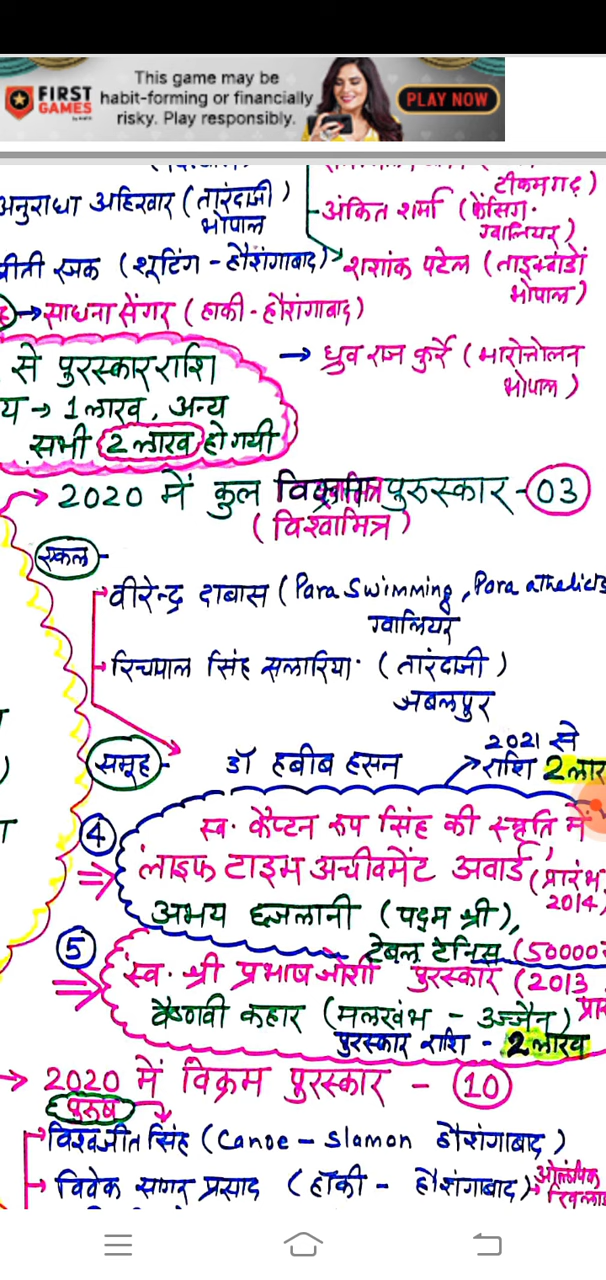 FIRST GAMES
This game may be
habit-forming or financially
risky. Play responsibly.
PLAY NOW
टीकमगढ़)
अनुराधा अहिरवार (तीरंदाजी)
भोपाल
अंकित शर्मा (फेंसिंग-
ग्वालियर)
प्रीती रजक (शूटिंग - होशंगाबाद)
शशांक पटेल (ताइक्वांडो
भोपाल)
→ साधना सेंगर (हाकी - होशंगाबाद)
→ ध्रुव राज कुर्रे (भारोत्तोलन
भोपाल)
से पुरस्कार राशि
य → 1 लाख, अन्य
सभी 2 लाख हो गयी
→ 2020 में कुल विश्वामित्र पुरुस्कार - 03
(विश्वामित्र)
एकल -
→ वीरेन्द्र दाबास (Para Swimming, Para athelictis
ग्वालियर
→ रिचपाल सिंह सलारिया (तारंदाजी)
जबलपुर
समूह - डॉ हबीब हसन
2021 से
राशि 2 लाख
④ स्व. कैप्टन रूप सिंह की स्मृति में
⇒ लाइफ टाइम अचीवमेंट अवार्ड (प्रारंभ
2014)
अभय छजलानी (पद्म श्री),
टेबल टेनिस (50000
⑤ ⇒ स्व. श्री प्रभाष जोशी पुरस्कार (2013
प्रा
वैष्णवी कहार (मलखंभ - उज्जैन)
पुरस्कार राशि - 2 लाख
→ 2020 में विक्रम पुरस्कार - 10
पुरुष
→ विश्वजीत सिंह (Canoe - Slamon होशंगाबाद)
→ विवेक सागर प्रसाद (हॉकी - होशंगाबाद) → ओलंपिक
खिला